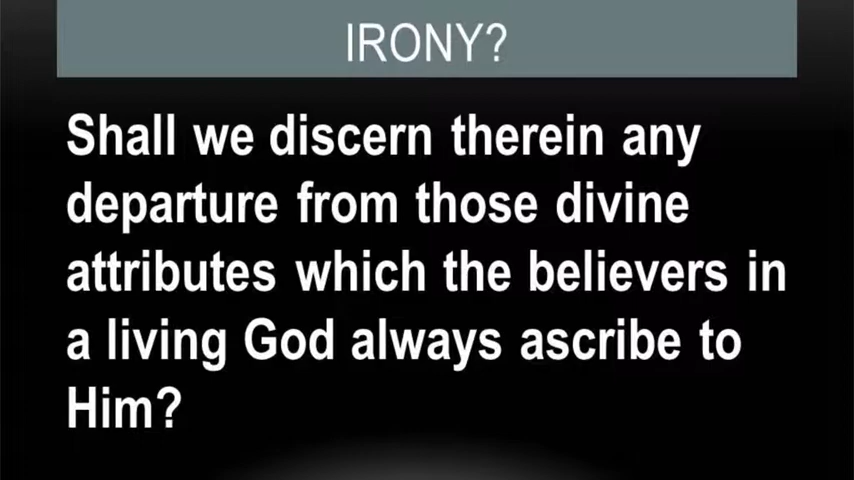 IRONY?
Shall we discern therein any
departure from those divine
attributes which the believers in
a living God always ascribe to
Him?